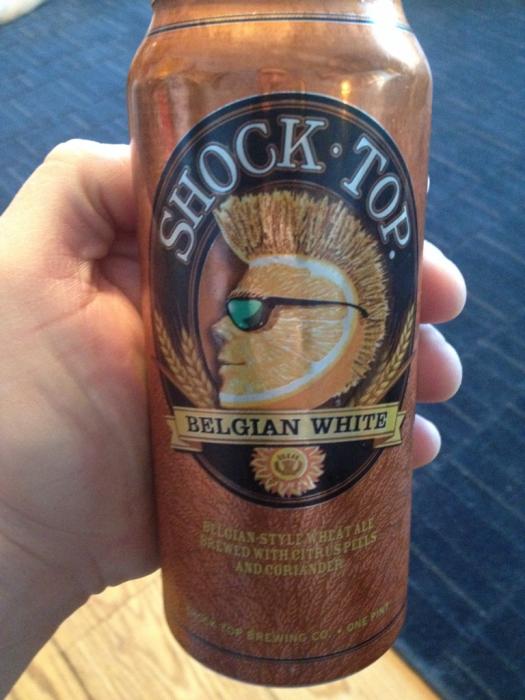 SHOCK · TOP.
BELGIAN WHITE
BELGIAN-STYLE WHEAT ALE
BREWED WITH CITRUS PEELS
AND CORIANDER
SHOCK TOP BREWING CO. • ONE PINT